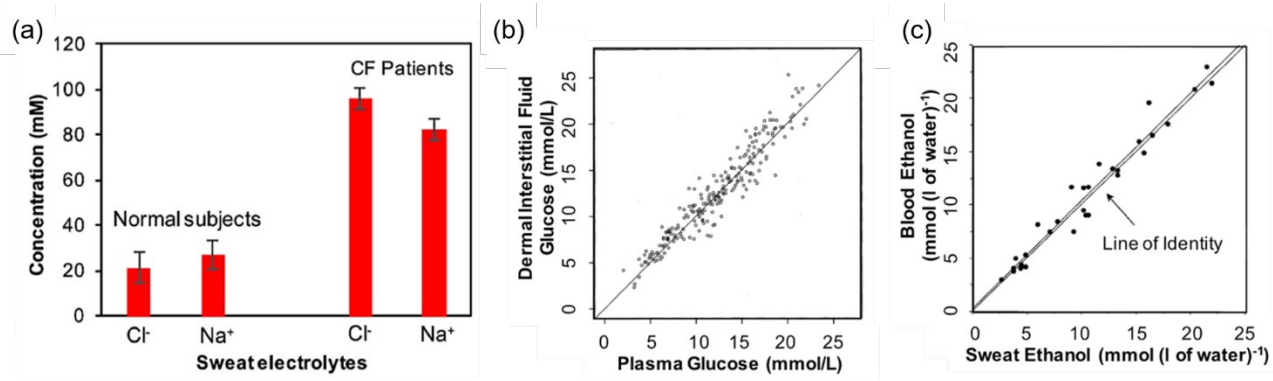 (a)
120
100
80
60
40
20
0
Concentration (mM)
CF Patients
Normal subjects
Cl-
Na+
Cl-
Na+
Sweat electrolytes
(b)
Dermal Interstitial Fluid
Glucose (mmol/L)
25
20
15
10
5
0
0 5 10 15 20 25
Plasma Glucose (mmol/L)
(c)
Blood Ethanol
(mmol (l of water)⁻¹)
25
20
15
10
5
0
Line of Identity
0 5 10 15 20 25
Sweat Ethanol (mmol (l of water)⁻¹)